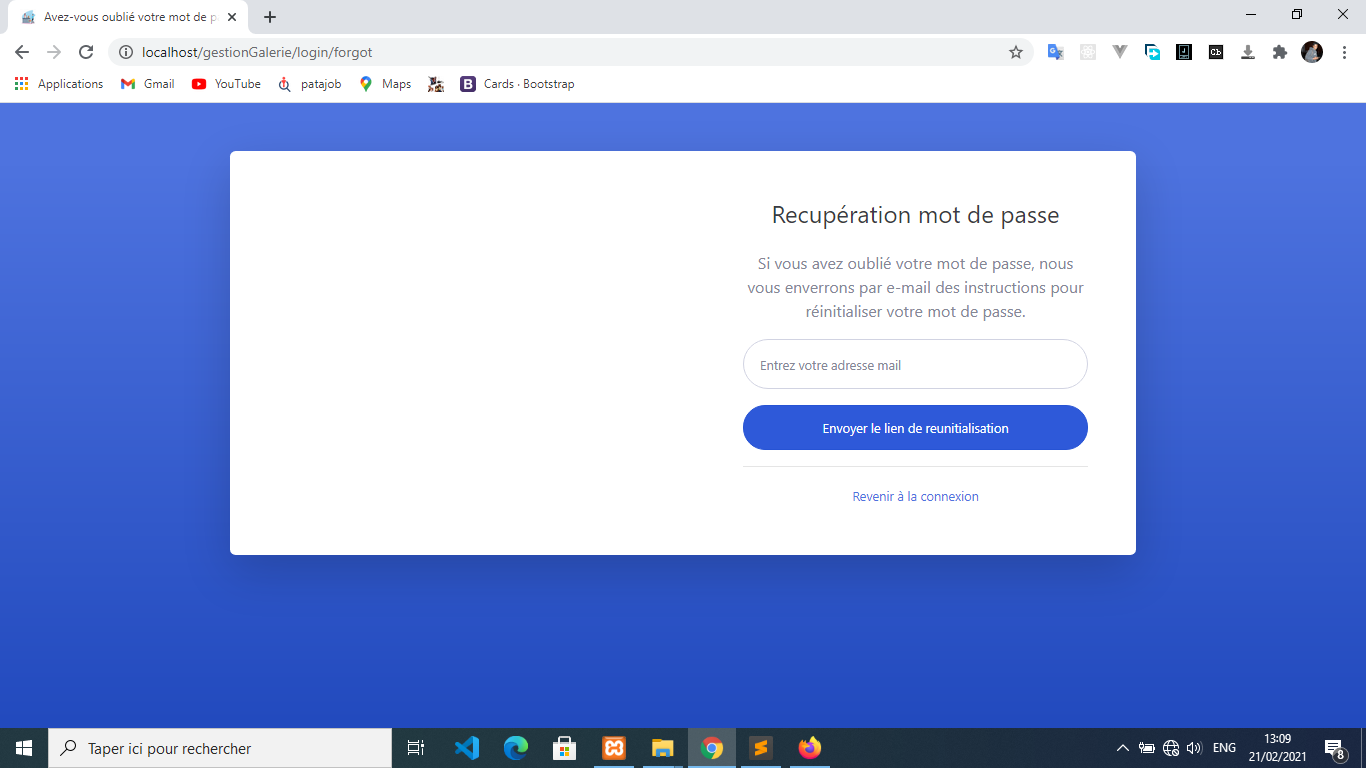 Avez-vous oublié votre mot de p
localhost/gestionGalerie/login/forgot
Applications Gmail YouTube patajob Maps Cards · Bootstrap
Recupération mot de passe
Si vous avez oublié votre mot de passe, nous
vous enverrons par e-mail des instructions pour
réinitialiser votre mot de passe.
Entrez votre adresse mail
Envoyer le lien de reunitialisation
Revenir à la connexion
Taper ici pour rechercher
ENG
13:09
21/02/2021
8